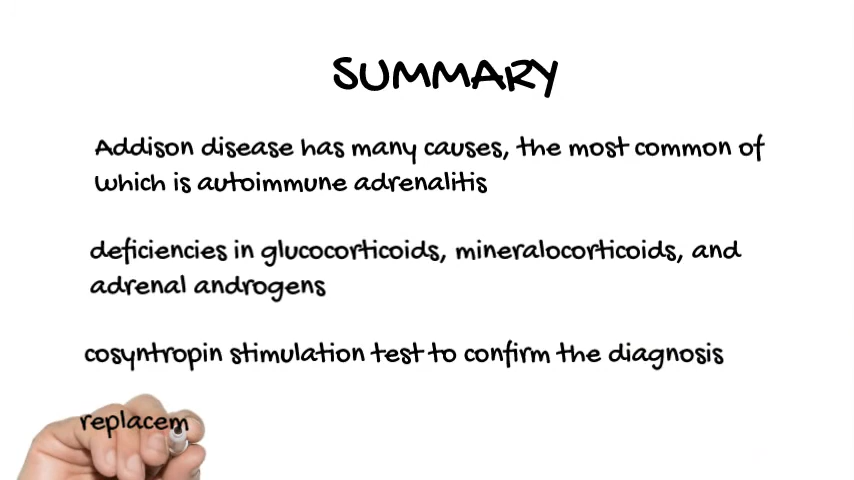 SUMMARY
Addison disease has many causes, the most common of
which is autoimmune adrenalitis
deficiencies in glucocorticoids, mineralocorticoids, and
adrenal androgens
cosyntropin stimulation test to confirm the diagnosis
replacem